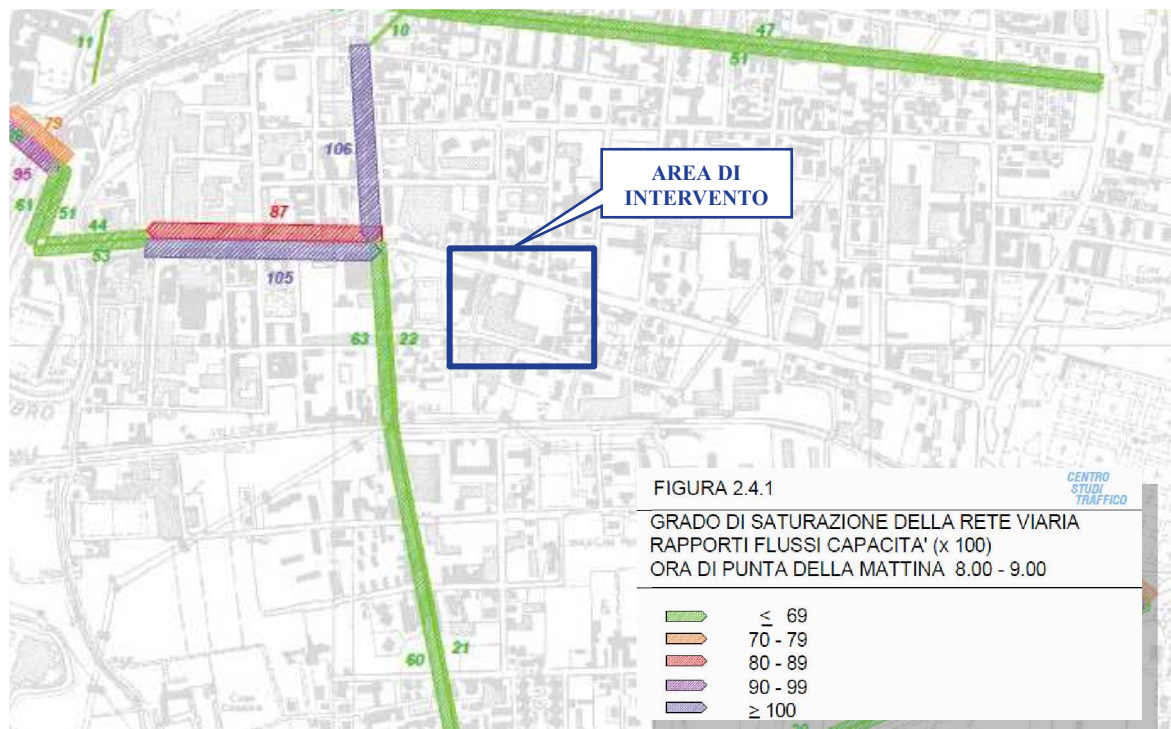 47
10
11
51
79
106
95
AREA DI
INTERVENTO
61
51
87
44
53
105
63
22
FIGURA 2.4.1
CENTRO
STUDI
TRAFFICO
GRADO DI SATURAZIONE DELLA RETE VIARIA
RAPPORTI FLUSSI CAPACITA' (x 100)
ORA DI PUNTA DELLA MATTINA 8.00 - 9.00
≤ 69
70 - 79
80 - 89
90 - 99
≥ 100
21
60